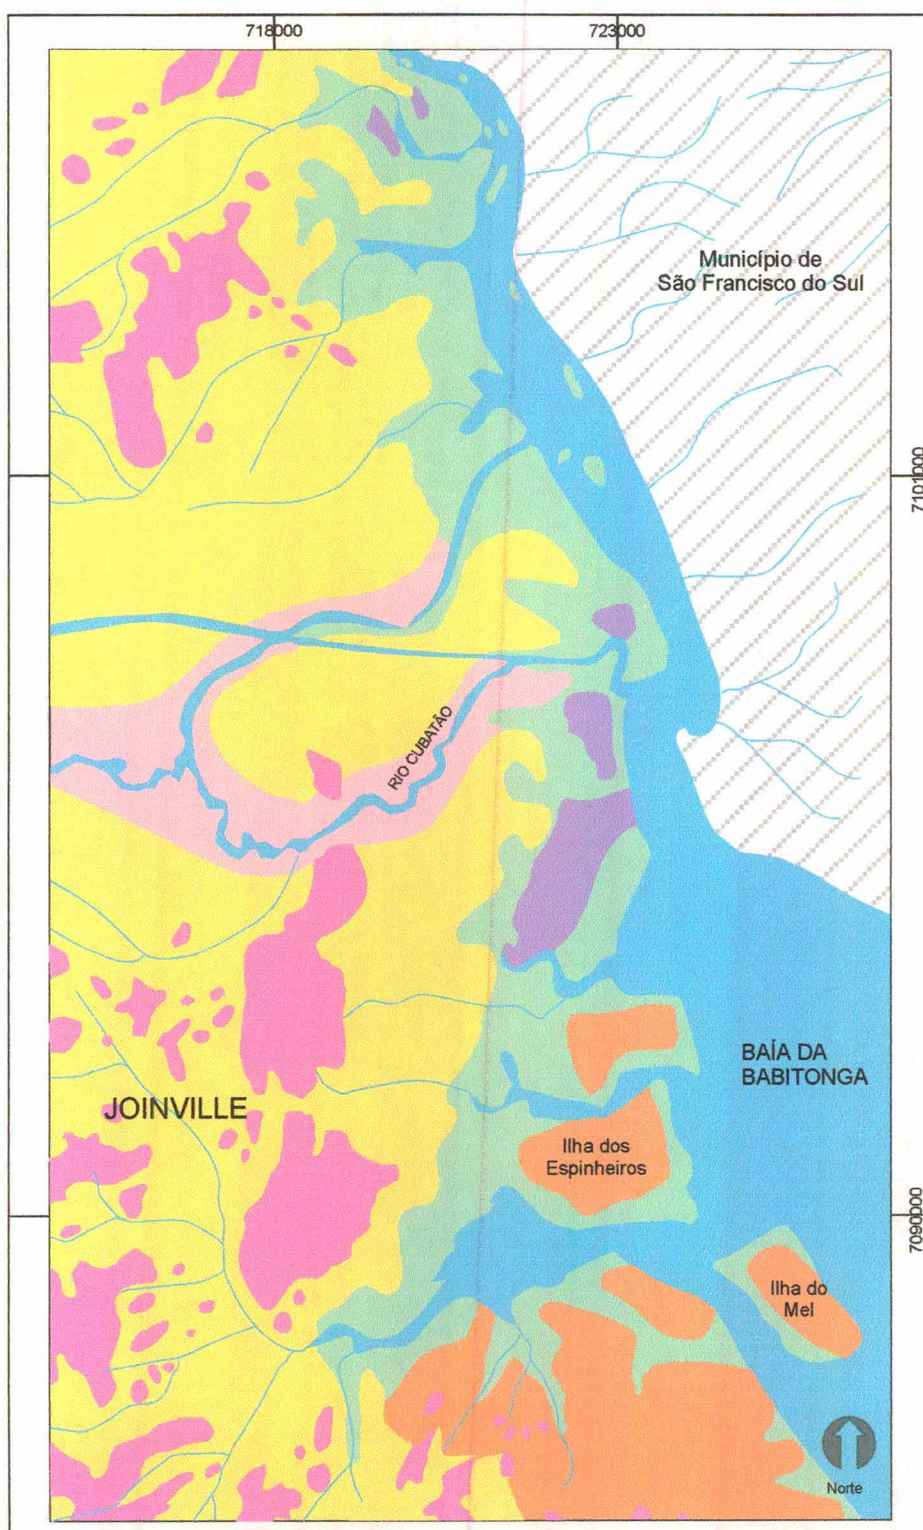 718000
723000
Município de
São Francisco do Sul
7101000
RIO CUBATÃO
BAÍA DA
BABITONGA
JOINVILLE
Ilha dos
Espinheiros
7090000
Ilha do
Mel
Norte